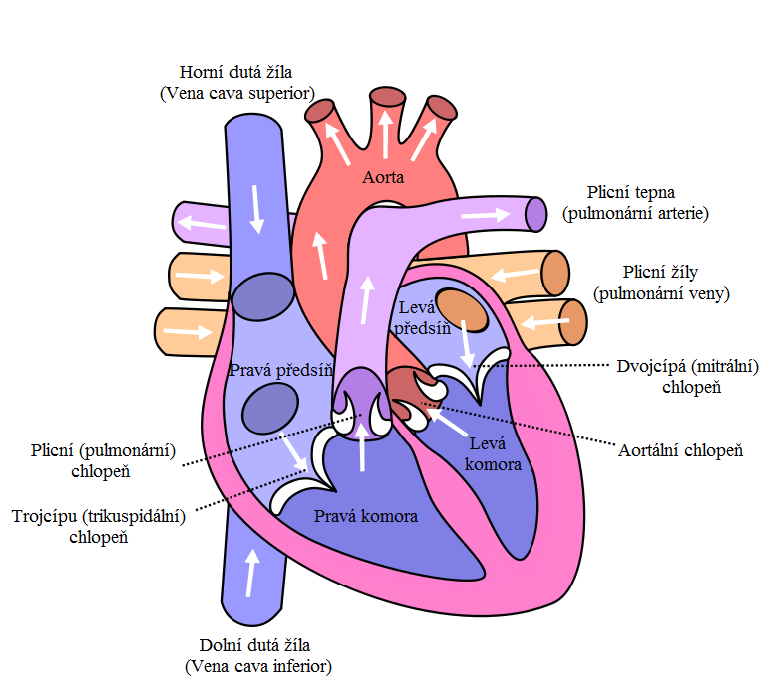 Horní dutá žíla
(Vena cava superior)
Aorta
Plicní tepna
(pulmonární arterie)
Plicní žíly
(pulmonární veny)
Levá
předsíň
Pravá předsíň
Dvojcípá (mitrální)
chlopeň
Plicní (pulmonární)
chlopeň
Levá
komora
Aortální chlopeň
Trojcípu (trikuspidální)
chlopeň
Pravá komora
Dolní dutá žíla
(Vena cava inferior)